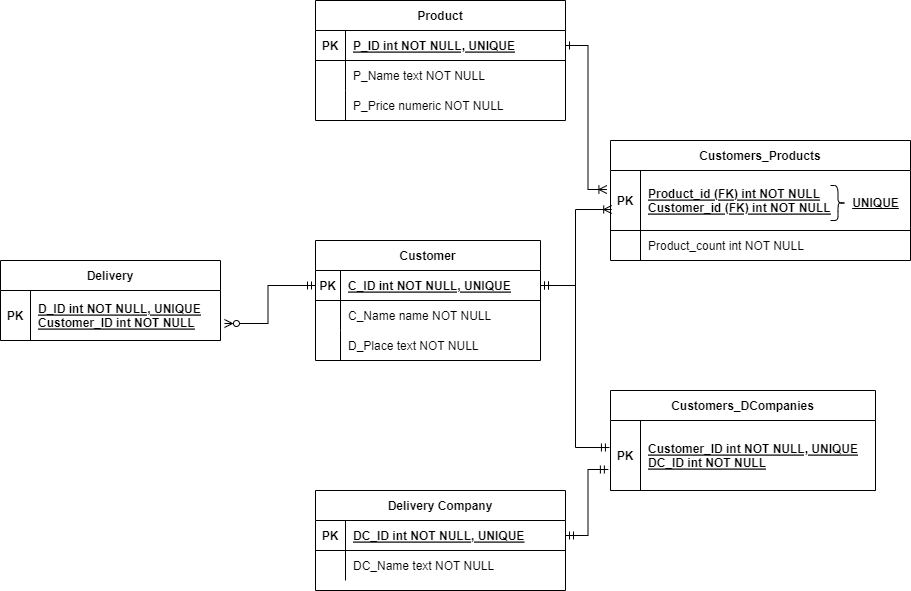 Product
PK
P_ID int NOT NULL, UNIQUE
P_Name text NOT NULL
P_Price numeric NOT NULL
Customers_Products
PK
Product_id (FK) int NOT NULL
Customer_id (FK) int NOT NULL
UNIQUE
Product_count int NOT NULL
Customer
PK
C_ID int NOT NULL, UNIQUE
C_Name name NOT NULL
D_Place text NOT NULL
Delivery
PK
D_ID int NOT NULL, UNIQUE
Customer_ID int NOT NULL
Customers_DCompanies
PK
Customer_ID int NOT NULL, UNIQUE
DC_ID int NOT NULL
Delivery Company
PK
DC_ID int NOT NULL, UNIQUE
DC_Name text NOT NULL